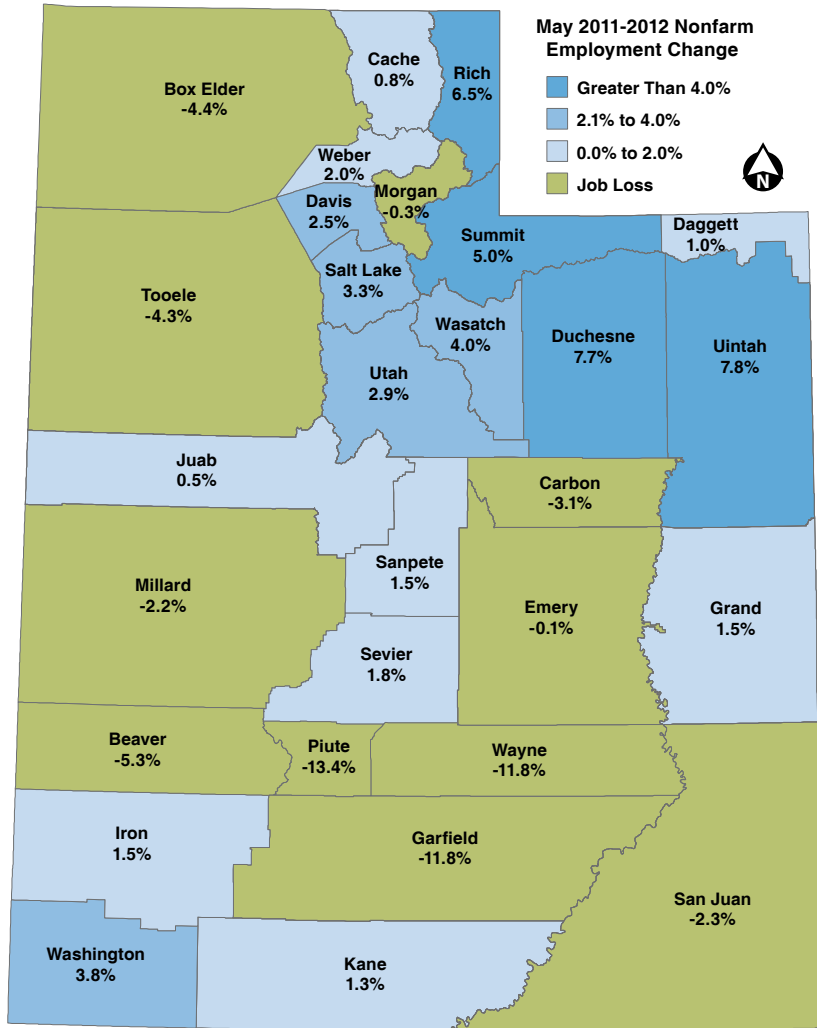 May 2011-2012 Nonfarm
Employment Change
Greater Than 4.0%
2.1% to 4.0%
0.0% to 2.0%
Job Loss
N
Box Elder
-4.4%
Cache
0.8%
Rich
6.5%
Weber
2.0%
Morgan
-0.3%
Davis
2.5%
Summit
5.0%
Daggett
1.0%
Salt Lake
3.3%
Tooele
-4.3%
Wasatch
4.0%
Duchesne
7.7%
Uintah
7.8%
Utah
2.9%
Juab
0.5%
Carbon
-3.1%
Sanpete
1.5%
Millard
-2.2%
Emery
-0.1%
Grand
1.5%
Sevier
1.8%
Beaver
-5.3%
Piute
-13.4%
Wayne
-11.8%
Iron
1.5%
Garfield
-11.8%
San Juan
-2.3%
Washington
3.8%
Kane
1.3%